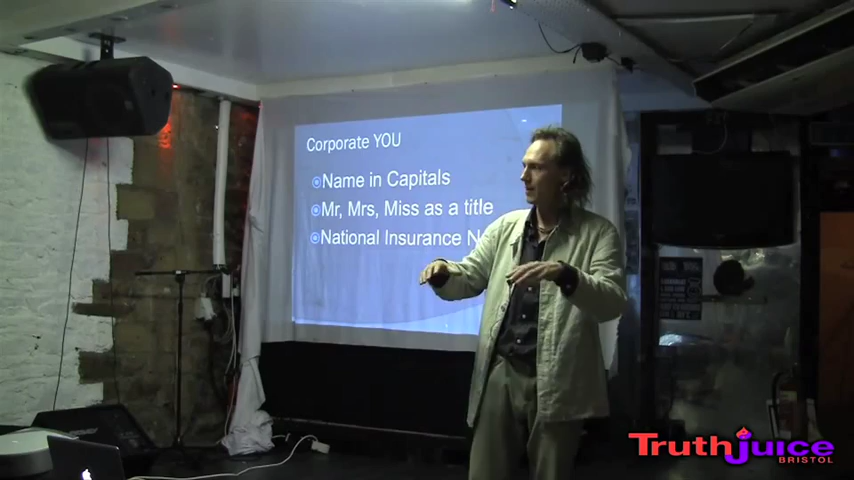 Corporate YOU
Name in Capitals
Mr, Mrs, Miss as a title
National Insurance
Truthjuice
BRISTOL